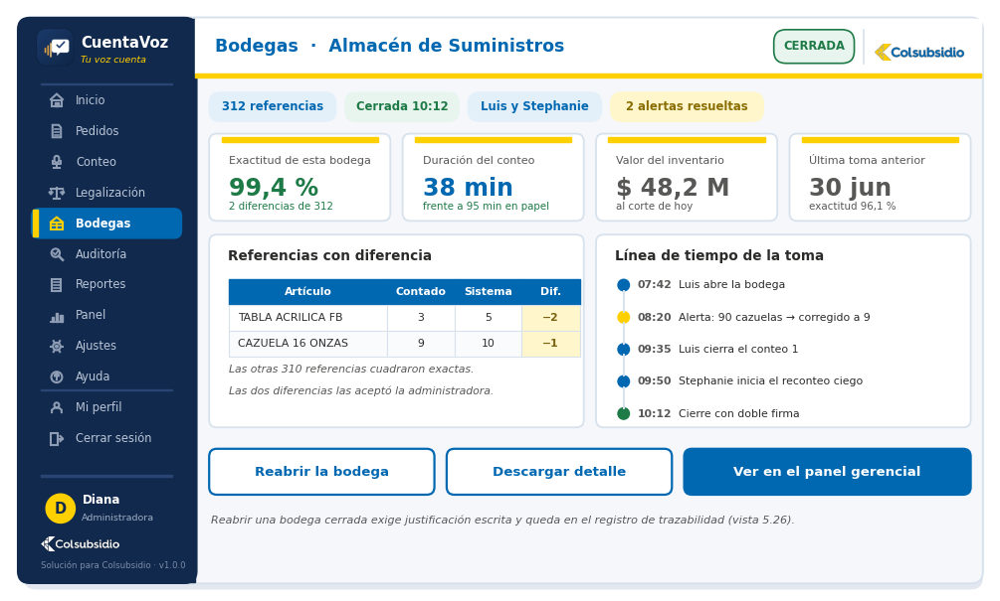 CuentaVoz
Tu voz cuenta
Inicio
Pedidos
Conteo
Legalización
Bodegas
Auditoría
Reportes
Panel
Ajustes
Ayuda
Mi perfil
Cerrar sesión
D
Diana
Administradora
Colsubsidio
Solución para Colsubsidio · v1.0.0
Bodegas · Almacén de Suministros
CERRADA
Colsubsidio
312 referencias
Cerrada 10:12
Luis y Stephanie
2 alertas resueltas
Exactitud de esta bodega
99,4 %
2 diferencias de 312
Duración del conteo
38 min
frente a 95 min en papel
Valor del inventario
$ 48,2 M
al corte de hoy
Última toma anterior
30 jun
exactitud 96,1 %
Referencias con diferencia
Artículo Contado Sistema Dif.
TABLA ACRILICA FB 3 5 −2
CAZUELA 16 ONZAS 9 10 −1
Las otras 310 referencias cuadraron exactas.
Las dos diferencias las aceptó la administradora.
Línea de tiempo de la toma
07:42 Luis abre la bodega
08:20 Alerta: 90 cazuelas → corregido a 9
09:35 Luis cierra el conteo 1
09:50 Stephanie inicia el reconteo ciego
10:12 Cierre con doble firma
Reabrir la bodega
Descargar detalle
Ver en el panel gerencial
Reabrir una bodega cerrada exige justificación escrita y queda en el registro de trazabilidad (vista 5.26).